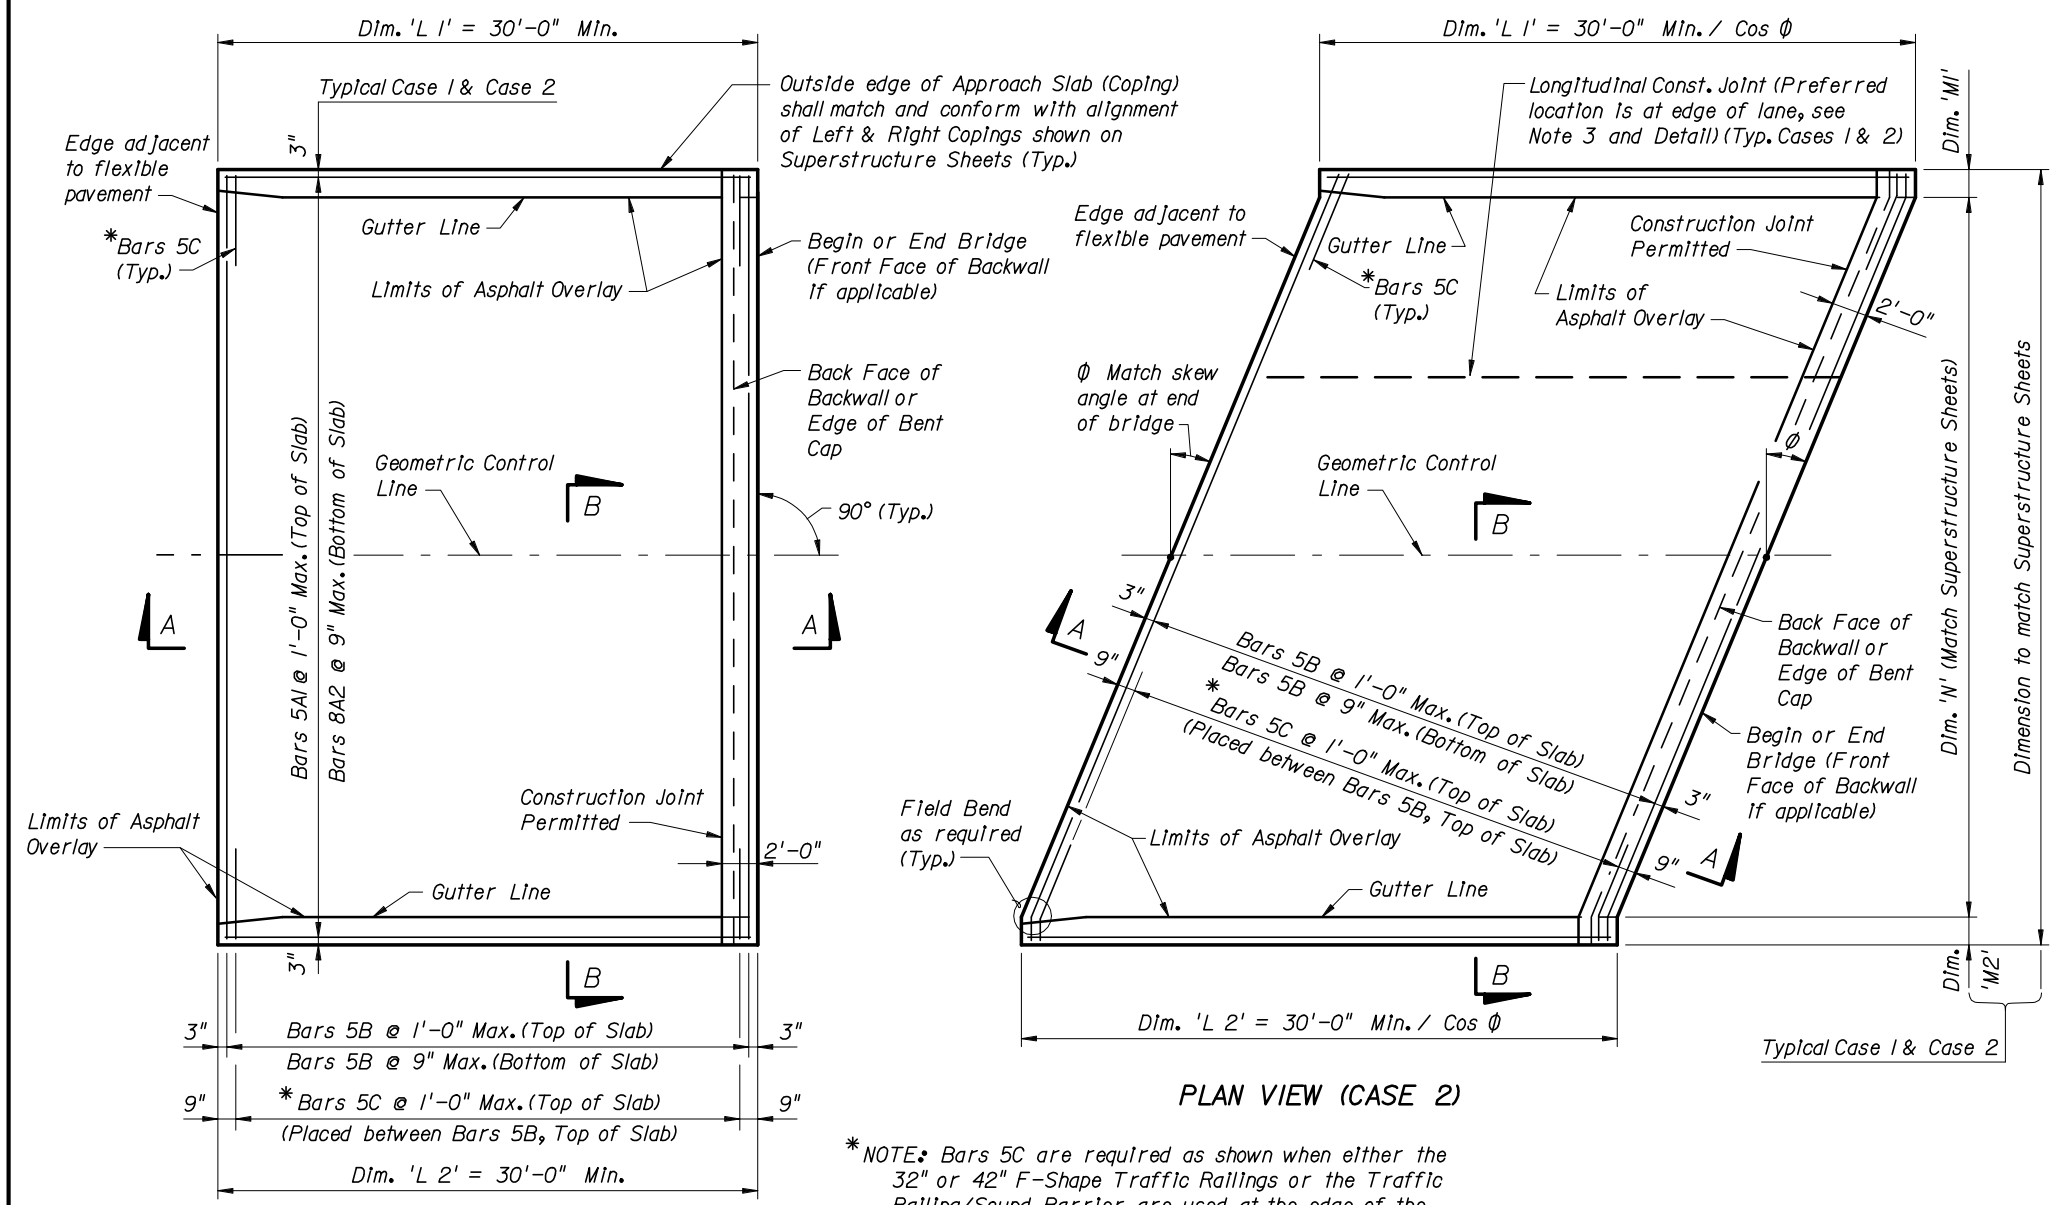 Dim. 'L 1' = 30'-0" Min.
Typical Case 1 & Case 2
3"
Outside edge of Approach Slab (Coping)
shall match and conform with alignment
of Left & Right Copings shown on
Superstructure Sheets (Typ.)
Edge adjacent
to flexible
pavement
*Bars 5C
(Typ.)
Gutter Line
Limits of Asphalt Overlay
Begin or End Bridge
(Front Face of Backwall
if applicable)
Back Face of
Backwall or
Edge of Bent
Cap
Bars 5A1 @ 1'-0" Max. (Top of Slab)
Bars 8A2 @ 9" Max. (Bottom of Slab)
Geometric Control
Line
B
90° (Typ.)
A
A
Construction Joint
Permitted
Limits of Asphalt
Overlay
2'-0"
Gutter Line
3"
B
3"
Bars 5B @ 1'-0" Max. (Top of Slab)
3"
Bars 5B @ 9" Max. (Bottom of Slab)
9"
*Bars 5C @ 1'-0" Max. (Top of Slab)
9"
(Placed between Bars 5B, Top of Slab)
Dim. 'L 2' = 30'-0" Min.
Dim. 'L 1' = 30'-0" Min. / Cos ϕ
Longitudinal Const. Joint (Preferred
location is at edge of lane, see
Note 3 and Detail) (Typ. Cases 1 & 2)
Dim. 'M1'
Edge adjacent to
flexible pavement
Gutter Line
*Bars 5C
(Typ.)
Construction Joint
Permitted
Limits of
Asphalt Overlay
2'-0"
ϕ Match skew
angle at end
of bridge
ϕ
Geometric Control
Line
B
Dim. 'N' (Match Superstructure Sheets)
Dimension to match Superstructure Sheets
3"
A
9"
Bars 5B @ 1'-0" Max. (Top of Slab)
Bars 5B @ 9" Max. (Bottom of Slab)
*Bars 5C @ 1'-0" Max. (Top of Slab)
(Placed between Bars 5B, Top of Slab)
Back Face of
Backwall or
Edge of Bent
Cap
Begin or End
Bridge (Front
Face of Backwall
if applicable)
3"
9"
A
Field Bend
as required
(Typ.)
Limits of Asphalt Overlay
Gutter Line
B
Dim.
'M2'
Dim. 'L 2' = 30'-0" Min. / Cos ϕ
Typical Case 1 & Case 2
PLAN VIEW (CASE 2)
*NOTE: Bars 5C are required as shown when either the
32" or 42" F-Shape Traffic Railings or the Traffic
Railing/Sound Barrier are used at the edge of the